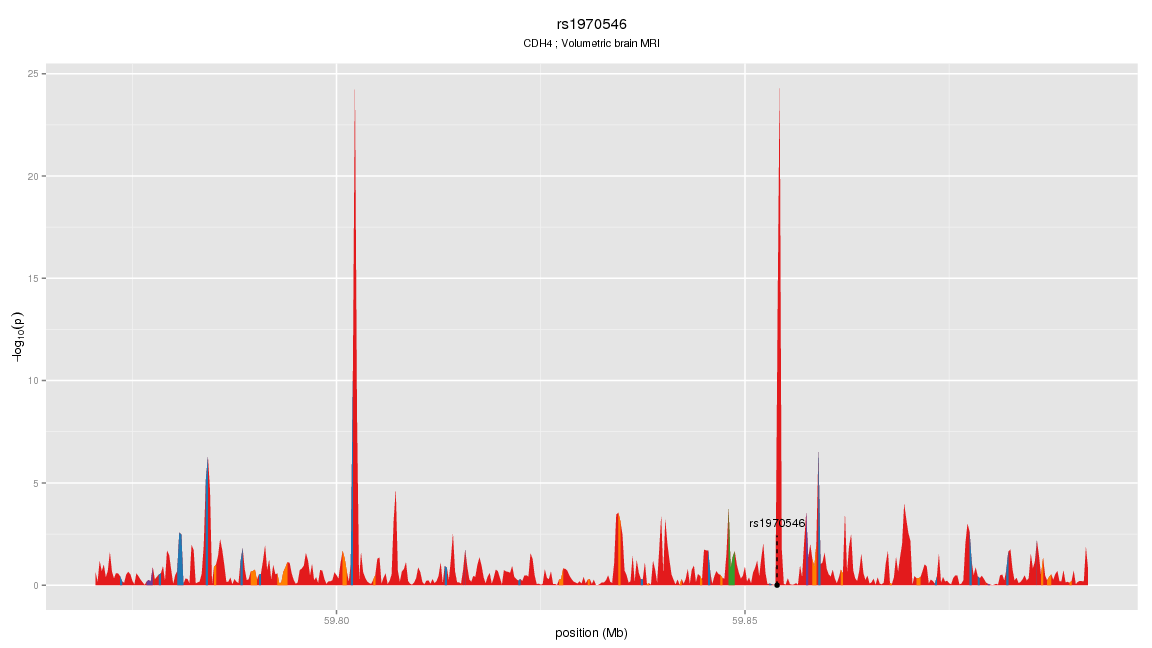 rs1970546
CDH4 ; Volumetric brain MRI
25
20
15
10
5
0
−log10(p)
rs1970546
59.80
59.85
position (Mb)